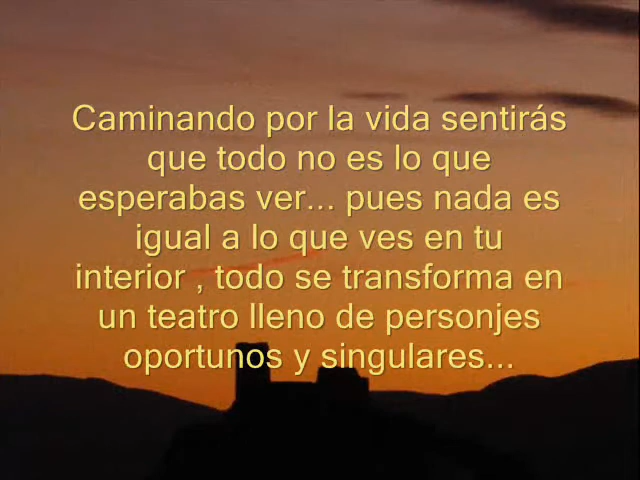 Caminando por la vida sentirás
que todo no es lo que
esperabas ver... pues nada es
igual a lo que ves en tu
interior , todo se transforma en
un teatro lleno de personjes
oportunos y singulares...